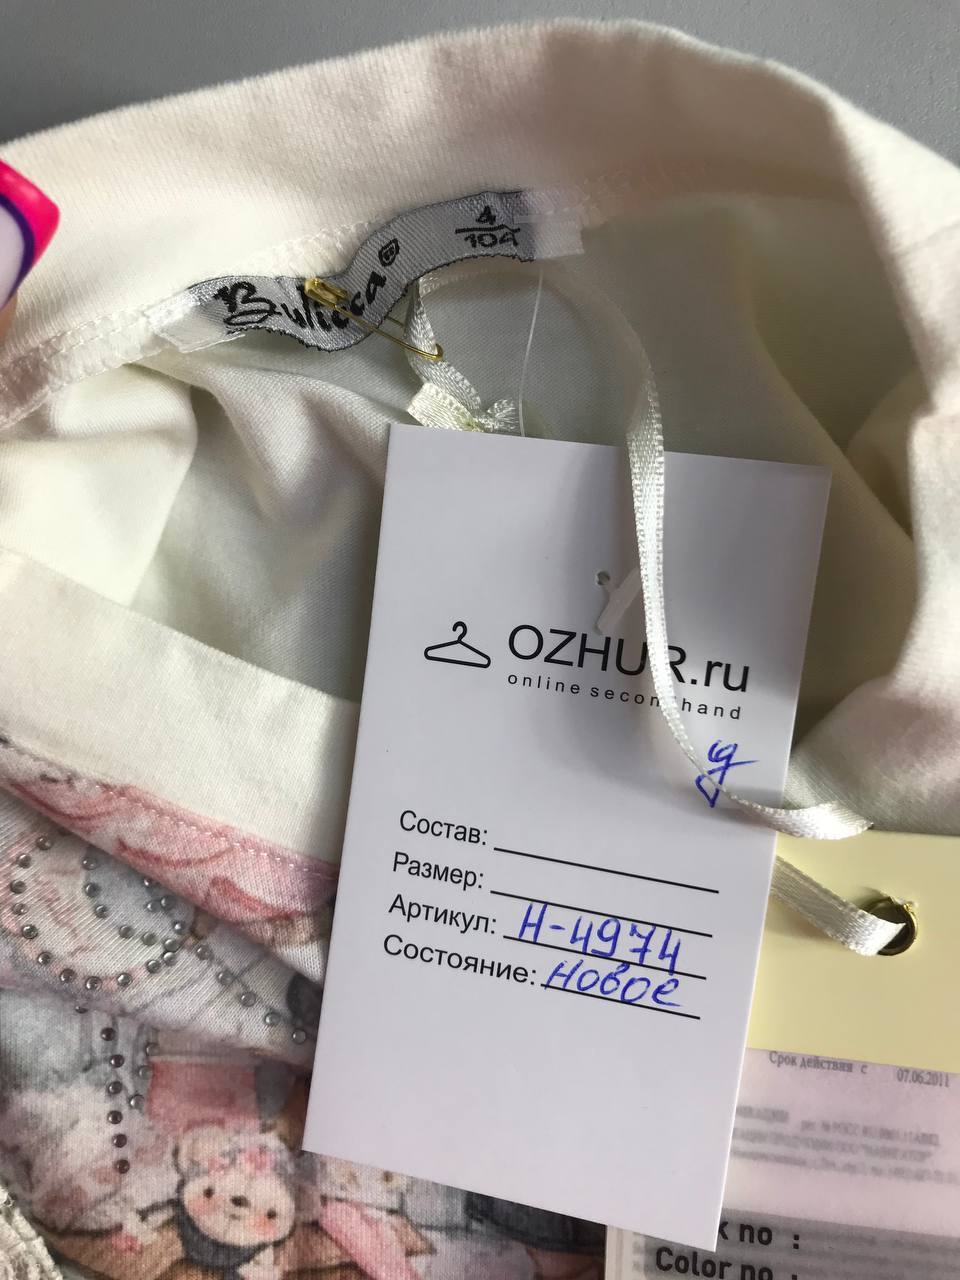 4
104
Bulicca
OZHUR.ru
online second hand
Состав:
Размер:
Артикул: Н-4974
Состояние: новое
Срок действия с 07.06.2011
no :
Color no.